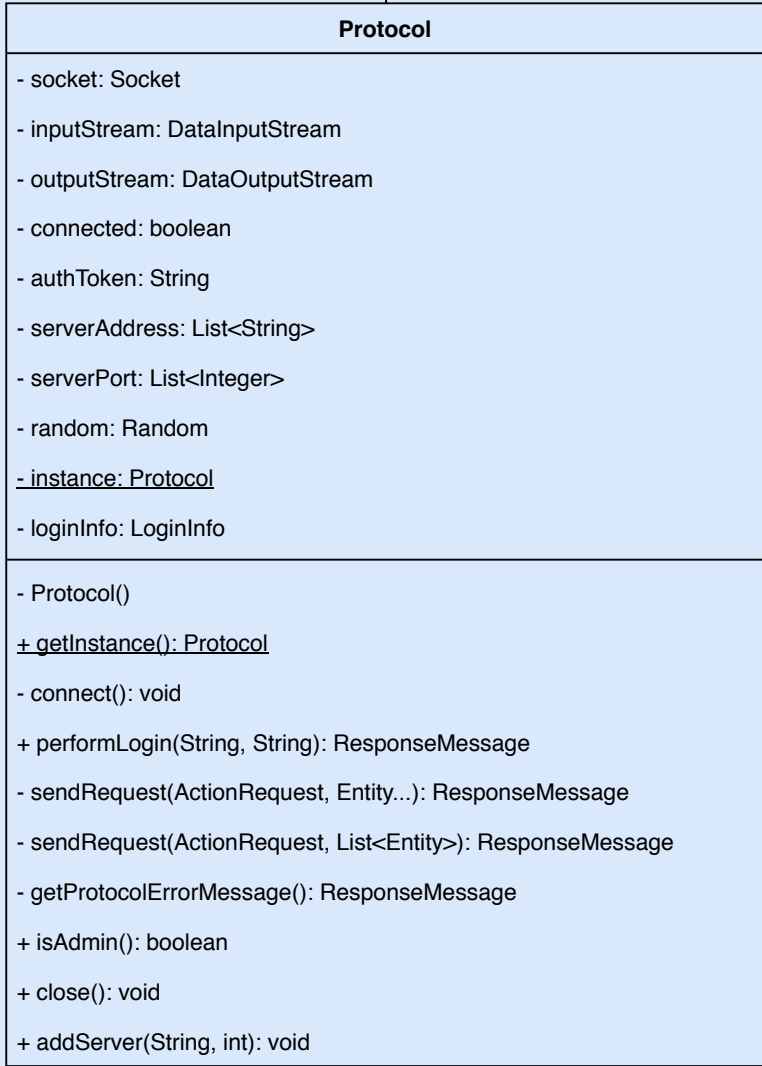 Protocol
- socket: Socket
- inputStream: DataInputStream
- outputStream: DataOutputStream
- connected: boolean
- authToken: String
- serverAddress: List<String>
- serverPort: List<Integer>
- random: Random
- instance: Protocol
- loginInfo: LoginInfo
- Protocol()
+ getInstance(): Protocol
- connect(): void
+ performLogin(String, String): ResponseMessage
- sendRequest(ActionRequest, Entity...): ResponseMessage
- sendRequest(ActionRequest, List<Entity>): ResponseMessage
- getProtocolErrorMessage(): ResponseMessage
+ isAdmin(): boolean
+ close(): void
+ addServer(String, int): void